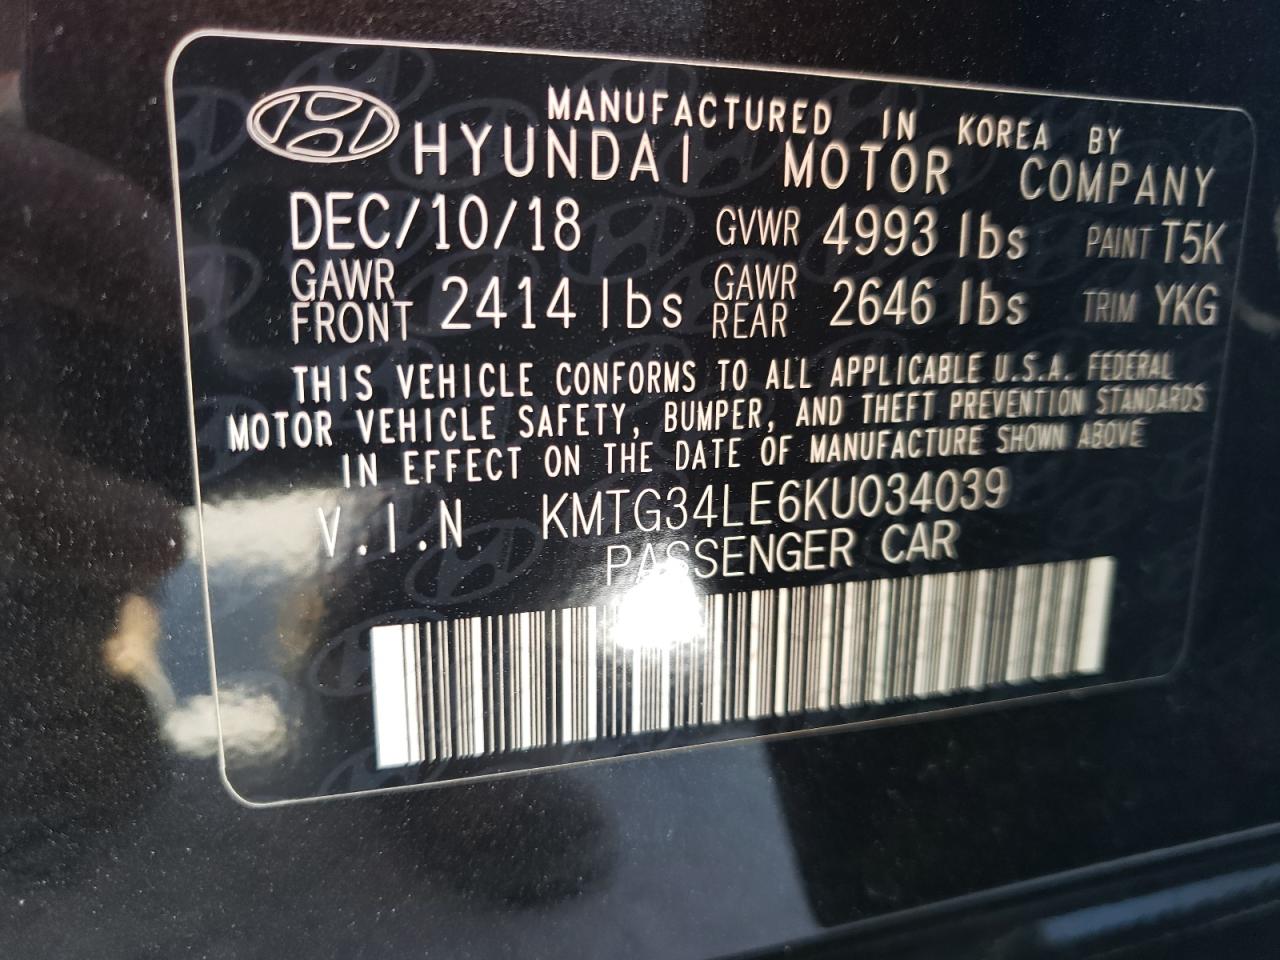 MANUFACTURED IN KOREA BY
HYUNDAI MOTOR COMPANY
DEC/10/18 GVWR 4993 lbs PAINT T5K
GAWR FRONT 2414 lbs GAWR REAR 2646 lbs TRIM YKG
THIS VEHICLE CONFORMS TO ALL APPLICABLE U.S.A. FEDERAL
MOTOR VEHICLE SAFETY, BUMPER, AND THEFT PREVENTION STANDARDS
IN EFFECT ON THE DATE OF MANUFACTURE SHOWN ABOVE
V.I.N KMTG34LE6KU034039
PASSENGER CAR